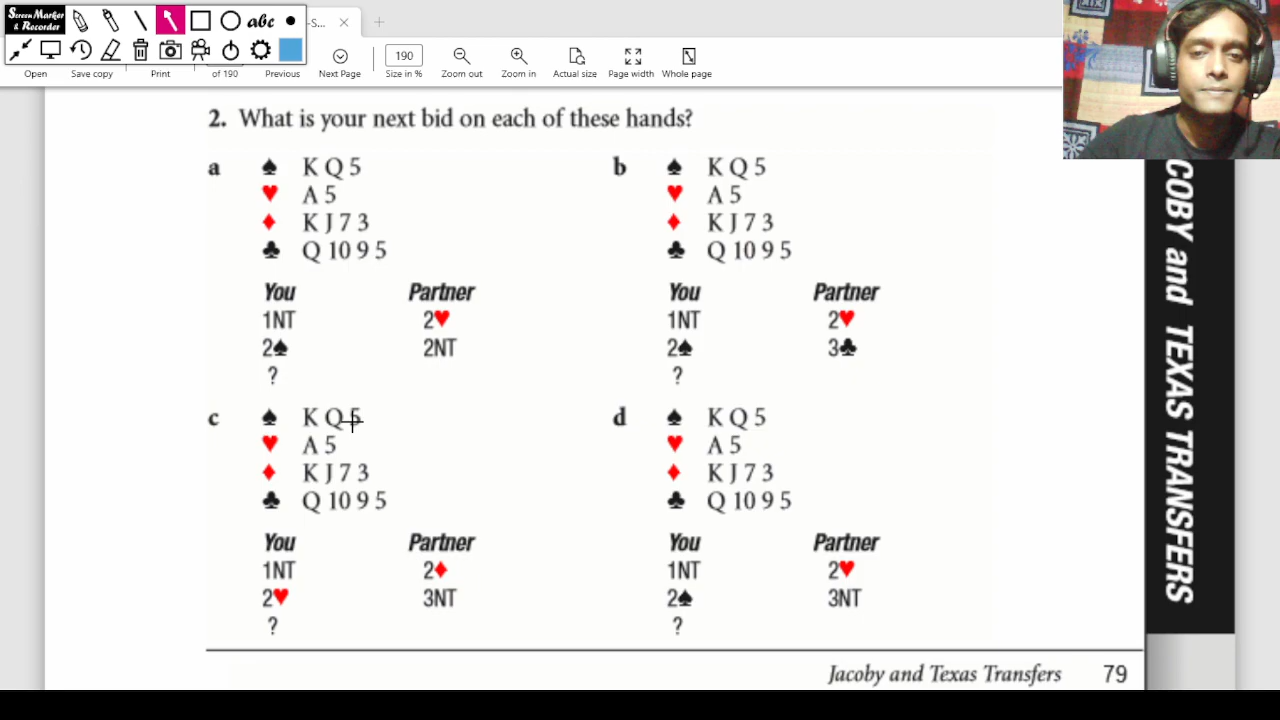 Screen Marker
& Recorder
abc
-S...
190
Open
Save copy
Print
of 190
Previous
Next Page
Size in %
Zoom out
Zoom in
Actual size
Page width
Whole page
2. What is your next bid on each of these hands?
a ♠ K Q 5
♥ A 5
♦ K J 7 3
♣ Q 10 9 5
You Partner
1NT 2♥
2♠ 2NT
?
b ♠ K Q 5
♥ A 5
♦ K J 7 3
♣ Q 10 9 5
You Partner
1NT 2♥
2♠ 3♣
?
c ♠ K Q 5
♥ A 5
♦ K J 7 3
♣ Q 10 9 5
You Partner
1NT 2♦
2♥ 3NT
?
d ♠ K Q 5
♥ A 5
♦ K J 7 3
♣ Q 10 9 5
You Partner
1NT 2♥
2♠ 3NT
?
Jacoby and Texas Transfers 79
COBY and TEXAS TRANSFERS